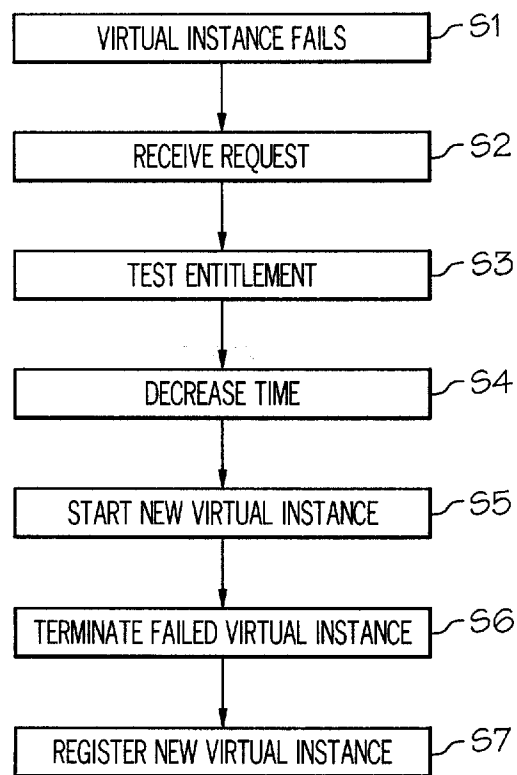 VIRTUAL INSTANCE FAILS S1
RECEIVE REQUEST S2
TEST ENTITLEMENT S3
DECREASE TIME S4
START NEW VIRTUAL INSTANCE S5
TERMINATE FAILED VIRTUAL INSTANCE S6
REGISTER NEW VIRTUAL INSTANCE S7